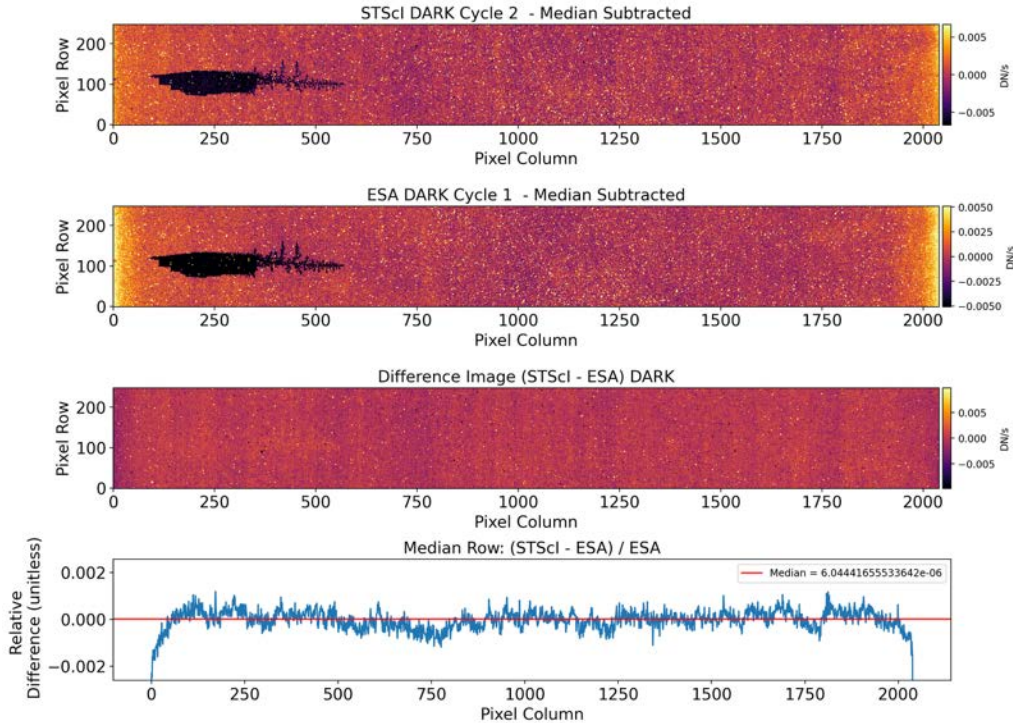 STScI DARK Cycle 2 - Median Subtracted
Pixel Row
200
100
0
0 250 500 750 1000 1250 1500 1750 2000
Pixel Column
0.005
0.000
−0.005
DN/s
ESA DARK Cycle 1 - Median Subtracted
Pixel Row
200
100
0
0 250 500 750 1000 1250 1500 1750 2000
Pixel Column
0.0050
0.0025
0.0000
−0.0025
−0.0050
DN/s
Difference Image (STScI - ESA) DARK
Pixel Row
200
100
0
0 250 500 750 1000 1250 1500 1750 2000
Pixel Column
0.005
0.000
−0.005
DN/s
Median Row: (STScI - ESA) / ESA
Relative
Difference (unitless)
0.002
0.000
−0.002
Median = 6.04441655533642e-06
0 250 500 750 1000 1250 1500 1750 2000
Pixel Column